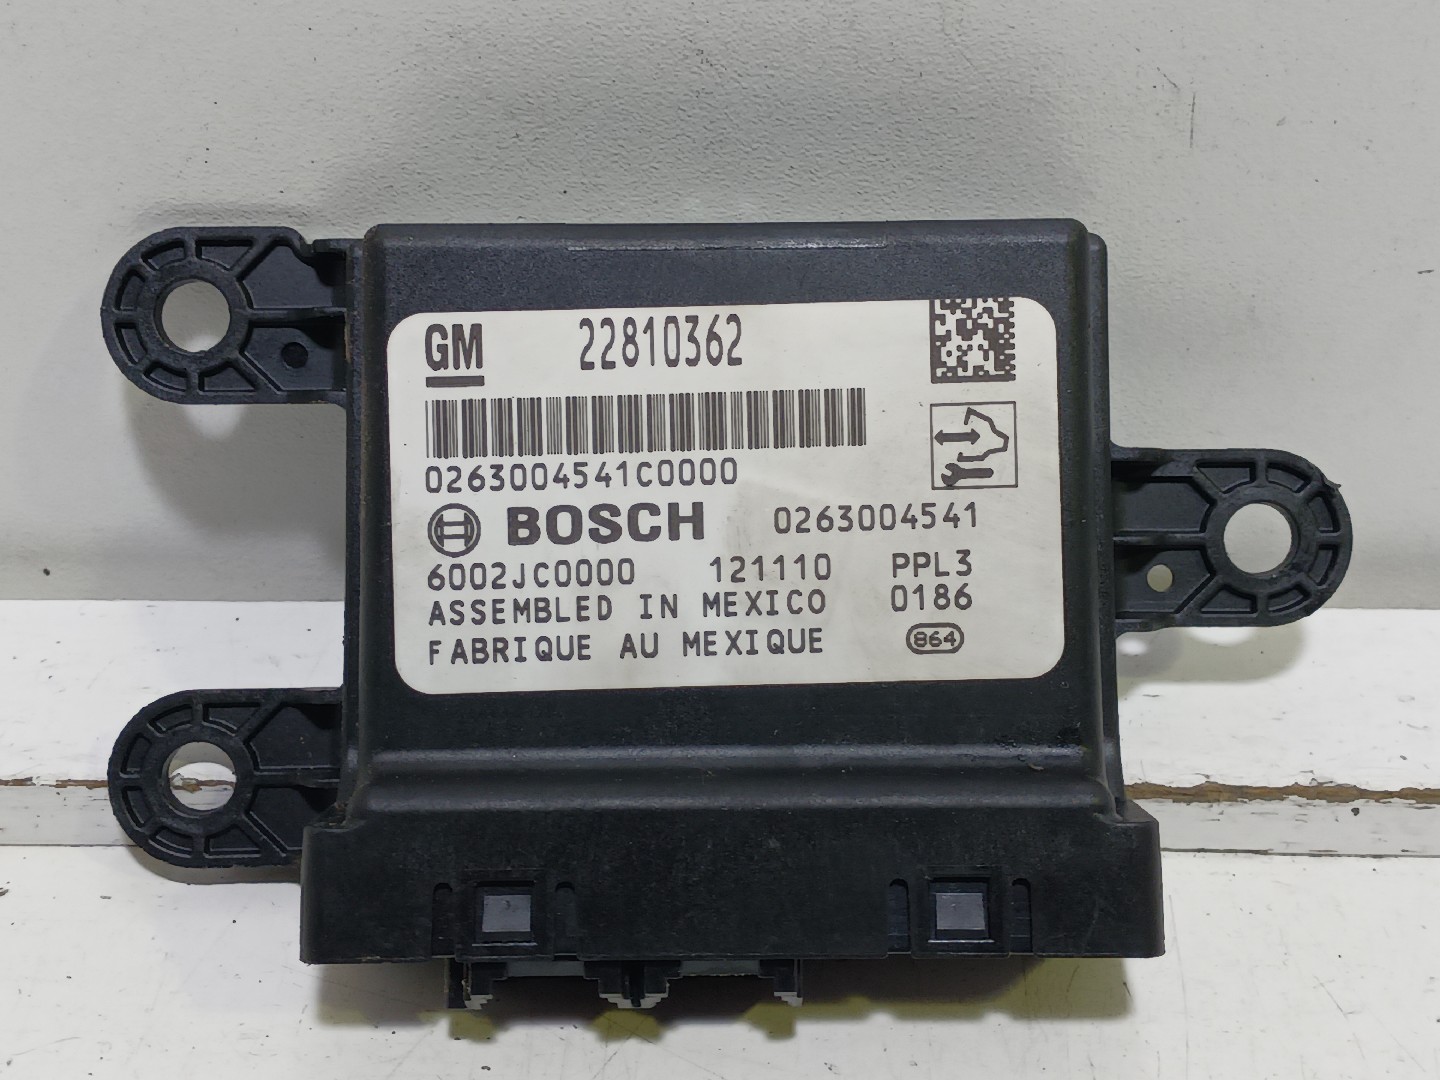 GM 22810362
0263004541C0000
BOSCH 0263004541
6002JC0000 121110 PPL3
ASSEMBLED IN MEXICO 0186
FABRIQUE AU MEXIQUE 864